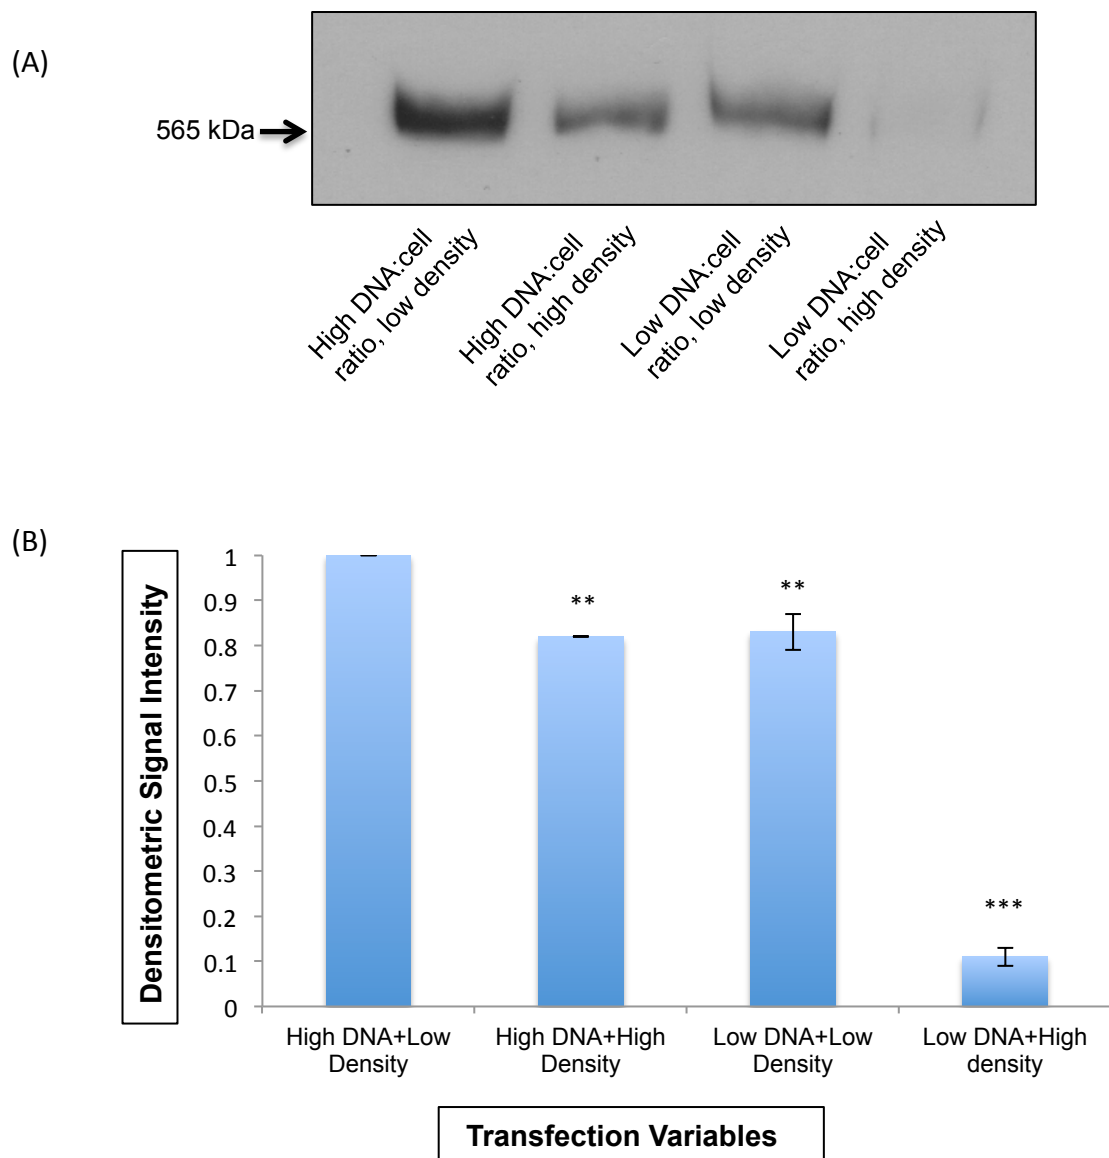 (A)
565 kDa
High DNA:cell
ratio, low density
High DNA:cell
ratio, high density
Low DNA:cell
ratio, low density
Low DNA:cell
ratio, high density
(B)
Densitometric Signal Intensity
1
0.9
0.8
0.7
0.6
0.5
0.4
0.3
0.2
0.1
0
**
**
***
High DNA+Low
Density
High DNA+High
Density
Low DNA+Low
Density
Low DNA+High
density
Transfection Variables